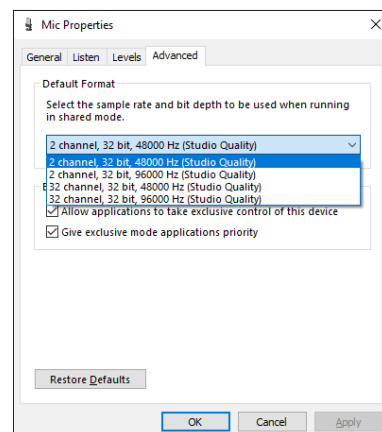 Mic Properties
General Listen Levels Advanced
Default Format
Select the sample rate and bit depth to be used when running
in shared mode.
2 channel, 32 bit, 48000 Hz (Studio Quality)
2 channel, 32 bit, 48000 Hz (Studio Quality)
2 channel, 32 bit, 96000 Hz (Studio Quality)
32 channel, 32 bit, 48000 Hz (Studio Quality)
32 channel, 32 bit, 96000 Hz (Studio Quality)
Allow applications to take exclusive control of this device
Give exclusive mode applications priority
Restore Defaults
OK Cancel Apply